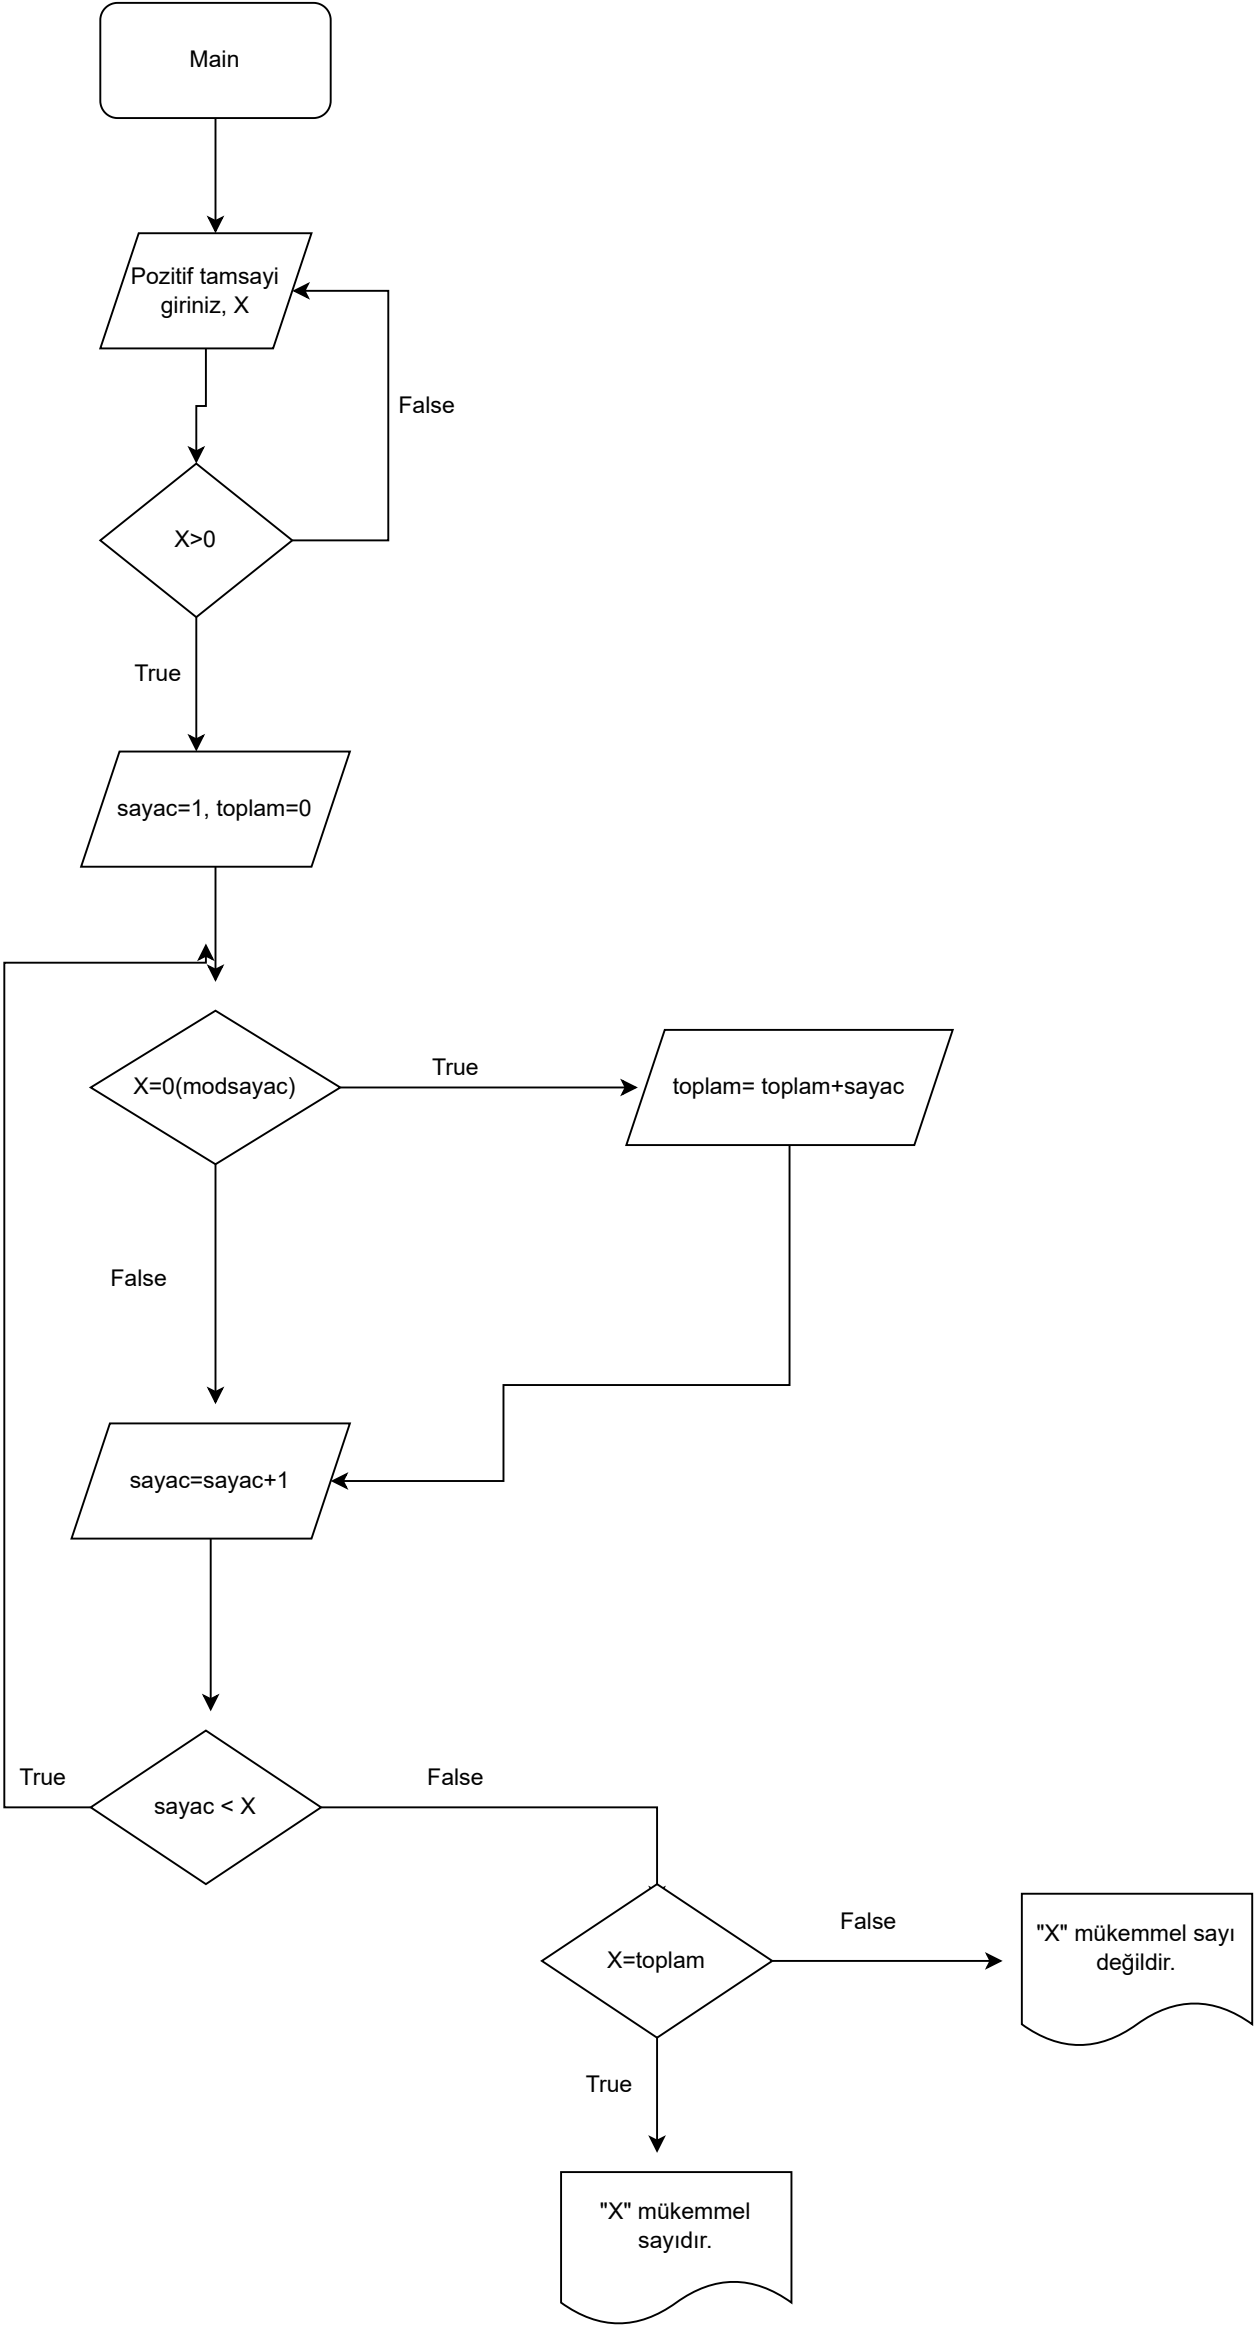 Main
Pozitif tamsayi
giriniz, X
False
X>0
True
sayac=1, toplam=0
X=0(modsayac)
True
toplam= toplam+sayac
False
sayac=sayac+1
True
sayac < X
False
X=toplam
False
"X" mükemmel sayı
değildir.
True
"X" mükemmel
sayıdır.